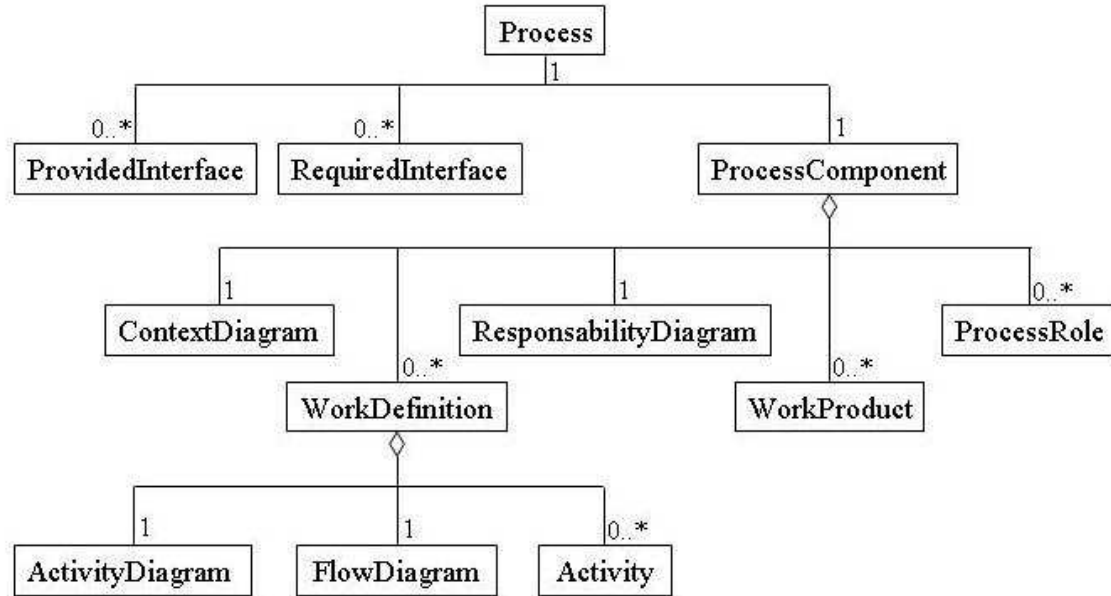 Process
1
0..*
0..*
1
ProvidedInterface
RequiredInterface
ProcessComponent
1
1
0..*
ContextDiagram
ResponsabilityDiagram
ProcessRole
0..*
0..*
WorkDefinition
WorkProduct
1
1
0..*
ActivityDiagram
FlowDiagram
Activity